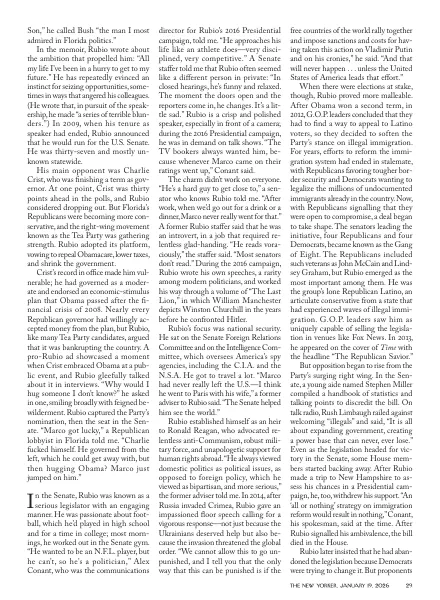 Son," he called Bush "the man I most
admired in Florida politics."
In the memoir, Rubio wrote about
the ambition that propelled him: "All
my life I've been in a hurry to get to my
future." He has repeatedly evinced an
instinct for seizing opportunities, some-
times in ways that angered his colleagues.
(He wrote that, in pursuit of the speak-
ership, he made "a series of terrible blun-
ders.") In 2009, when his tenure as
speaker had ended, Rubio announced
that he would run for the U.S. Senate.
He was thirty-seven and mostly un-
known statewide.
His main opponent was Charlie
Crist, who was finishing a term as gov-
ernor. At one point, Crist was thirty
points ahead in the polls, and Rubio
considered dropping out. But Florida's
Republicans were becoming more con-
servative, and the right-wing movement
known as the Tea Party was gathering
strength. Rubio adopted its platform,
vowing to repeal Obamacare, lower taxes,
and shrink the government.
Crist's record in office made him vul-
nerable; he had governed as a moder-
ate and endorsed an economic-stimulus
plan that Obama passed after the fi-
nancial crisis of 2008. Nearly every
Republican governor had willingly ac-
cepted money from the plan, but Rubio,
like many Tea Party candidates, argued
that it was bankrupting the country. A
pro-Rubio ad showcased a moment
when Crist embraced Obama at a pub-
lic event, and Rubio gleefully talked
about it in interviews. "Why would I
hug someone I don't know?" he asked
in one, smiling broadly with feigned be-
wilderment. Rubio captured the Party's
nomination, then the seat in the Sen-
ate. "Marco got lucky," a Republican
lobbyist in Florida told me. "Charlie
fucked himself. He governed from the
left, which he could get away with, but
then hugging Obama? Marco just
jumped on him."
In the Senate, Rubio was known as a
serious legislator with an engaging
manner. He was passionate about foot-
ball, which he'd played in high school
and for a time in college; most morn-
ings, he worked out in the Senate gym.
"He wanted to be an N.F.L. player, but
he can't, so he's a politician," Alex
Conant, who was the communications
director for Rubio's 2016 Presidential
campaign, told me. "He approaches his
life like an athlete does—very disci-
plined, very competitive." A Senate
staffer told me that Rubio often seemed
like a different person in private: "In
closed hearings, he's funny and relaxed.
The moment the doors open and the
reporters come in, he changes. It's a lit-
tle sad." Rubio is a crisp and polished
speaker, especially in front of a camera;
during the 2016 Presidential campaign,
he was in demand on talk shows. "The
TV bookers always wanted him, be-
cause whenever Marco came on their
ratings went up," Conant said.
The charm didn't work on everyone.
"He's a hard guy to get close to," a sen-
ator who knows Rubio told me. "After
work, when we'd go out for a drink or a
dinner, Marco never really went for that."
A former Rubio staffer said that he was
an introvert, in a job that required re-
lentless glad-handing. "He reads vora-
ciously," the staffer said. "Most senators
don't read." During the 2016 campaign,
Rubio wrote his own speeches, a rarity
among modern politicians, and worked
his way through a volume of "The Last
Lion," in which William Manchester
depicts Winston Churchill in the years
before he confronted Hitler.
Rubio's focus was national security.
He sat on the Senate Foreign Relations
Committee and on the Intelligence Com-
mittee, which oversees America's spy
agencies, including the C.I.A. and the
N.S.A. He got to travel a lot. "Marco
had never really left the U.S.—I think
he went to Paris with his wife," a former
adviser to Rubio said. "The Senate helped
him see the world."
Rubio established himself as an heir
to Ronald Reagan, who advocated re-
lentless anti-Communism, robust mili-
tary force, and unapologetic support for
human rights abroad. "He always viewed
domestic politics as political issues, as
opposed to foreign policy, which he
viewed as bipartisan, and more serious,"
the former adviser told me. In 2014, after
Russia invaded Crimea, Rubio gave an
impassioned floor speech calling for a
vigorous response—not just because the
Ukrainians deserved help but also be-
cause the invasion threatened the global
order. "We cannot allow this to go un-
punished, and I tell you that the only
way that this can be punished is if the
free countries of the world rally together
and impose sanctions and costs for hav-
ing taken this action on Vladimir Putin
and on his cronies," he said. "And that
will never happen . . . unless the United
States of America leads that effort."
When there were elections at stake,
though, Rubio proved more malleable.
After Obama won a second term, in
2012, G.O.P. leaders concluded that they
had to find a way to appeal to Latino
voters, so they decided to soften the
Party's stance on illegal immigration.
For years, efforts to reform the immi-
gration system had ended in stalemate,
with Republicans favoring tougher bor-
der security and Democrats wanting to
legalize the millions of undocumented
immigrants already in the country. Now,
with Republicans signalling that they
were open to compromise, a deal began
to take shape. The senators leading the
initiative, four Republicans and four
Democrats, became known as the Gang
of Eight. The Republicans included
such veterans as John McCain and Lind-
sey Graham, but Rubio emerged as the
most important among them. He was
the group's lone Republican Latino, an
articulate conservative from a state that
had experienced waves of illegal immi-
gration. G.O.P. leaders saw him as
uniquely capable of selling the legisla-
tion in venues like Fox News. In 2013,
he appeared on the cover of Time with
the headline "The Republican Savior."
But opposition began to rise from the
Party's surging right wing. In the Sen-
ate, a young aide named Stephen Miller
compiled a handbook of statistics and
talking points to discredit the bill. On
talk radio, Rush Limbaugh railed against
welcoming "illegals" and said, "It is all
about expanding government, creating
a power base that can never, ever lose."
Even as the legislation headed for vic-
tory in the Senate, some House mem-
bers started backing away. After Rubio
made a trip to New Hampshire to as-
sess his chances in a Presidential cam-
paign, he, too, withdrew his support. "An
'all or nothing' strategy on immigration
reform would result in nothing," Conant,
his spokesman, said at the time. After
Rubio signalled his ambivalence, the bill
died in the House.
Rubio later insisted that he had aban-
doned the legislation because Democrats
were trying to change it. But proponents
THE NEW YORKER, JANUARY 19, 2026 29